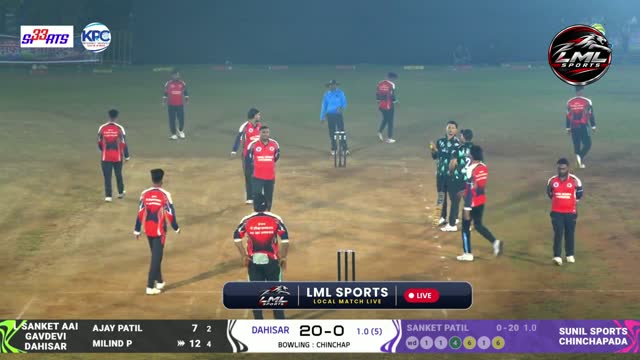 SP33RTS
KPC
LML
SPORTS
LML SPORTS
LOCAL MATCH LIVE
LIVE
SANKET AAI
GAVDEVI
DAHISAR
AJAY PATIL 7 2
MILIND P » 12 4
DAHISAR 20-0 1.0 (5)
BOWLING : CHINCHAP
SANKET PATIL 0-20 1.0
wd 1 1 4 6 1 6
SUNIL SPORTS
CHINCHAPADA